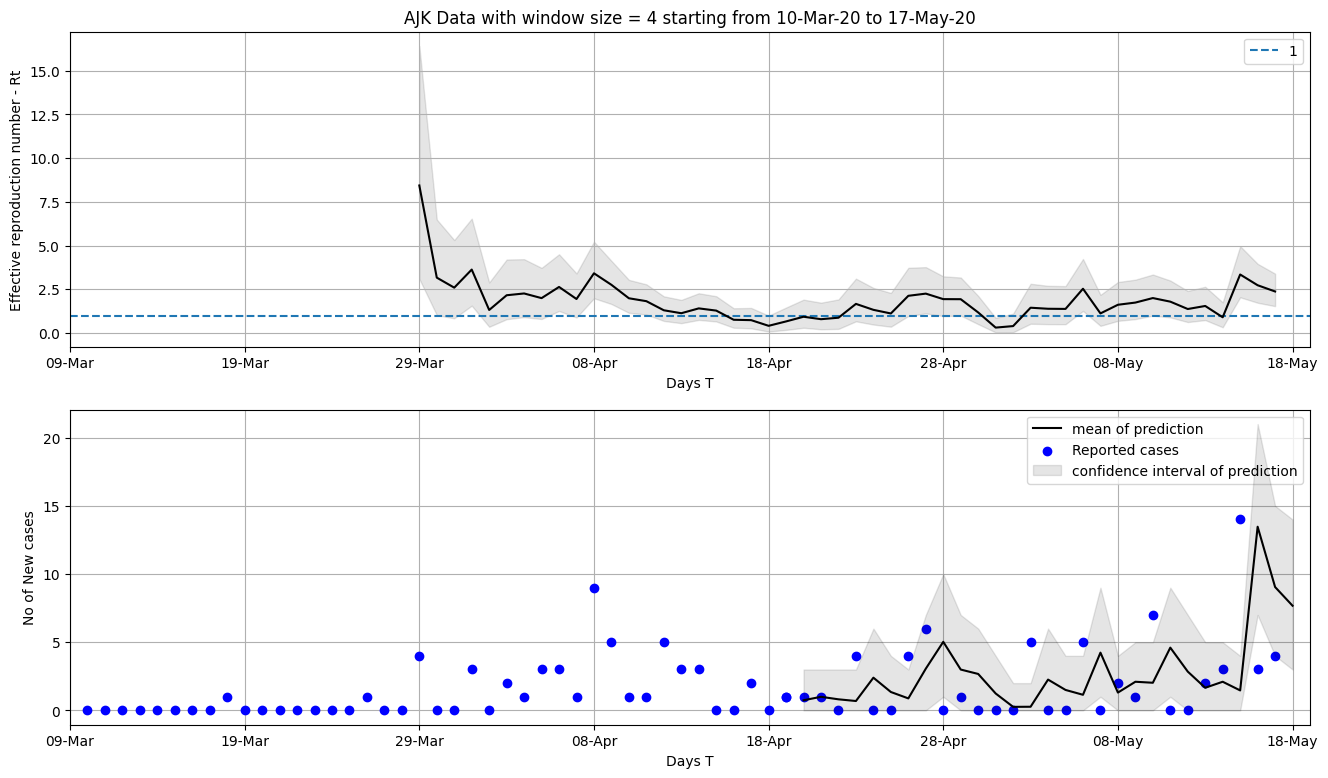 AJK Data with window size = 4 starting from 10-Mar-20 to 17-May-20
Effective reproduction number - Rt
15.0
12.5
10.0
7.5
5.0
2.5
0.0
1
09-Mar 19-Mar 29-Mar 08-Apr 18-Apr 28-Apr 08-May 18-May
Days T
No of New cases
20
15
10
5
0
mean of prediction
Reported cases
confidence interval of prediction
09-Mar 19-Mar 29-Mar 08-Apr 18-Apr 28-Apr 08-May 18-May
Days T